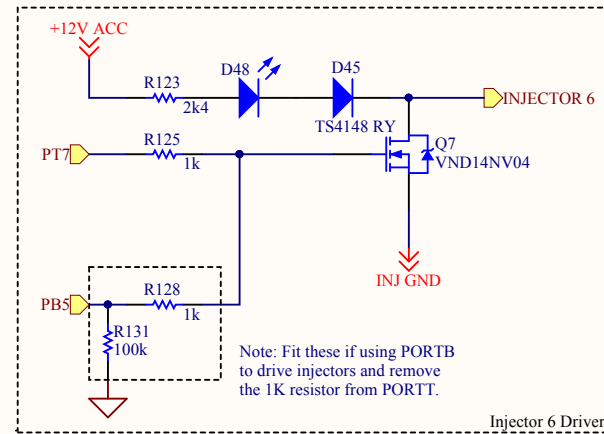 +12V ACC
R123
2k4
D48
D45
TS4148 RY
INJECTOR 6
PT7
R125
1k
Q7
VND14NV04
INJ GND
PB5
R128
1k
R131
100k
Note: Fit these if using PORTB
to drive injectors and remove
the 1K resistor from PORTT.
Injector 6 Driver